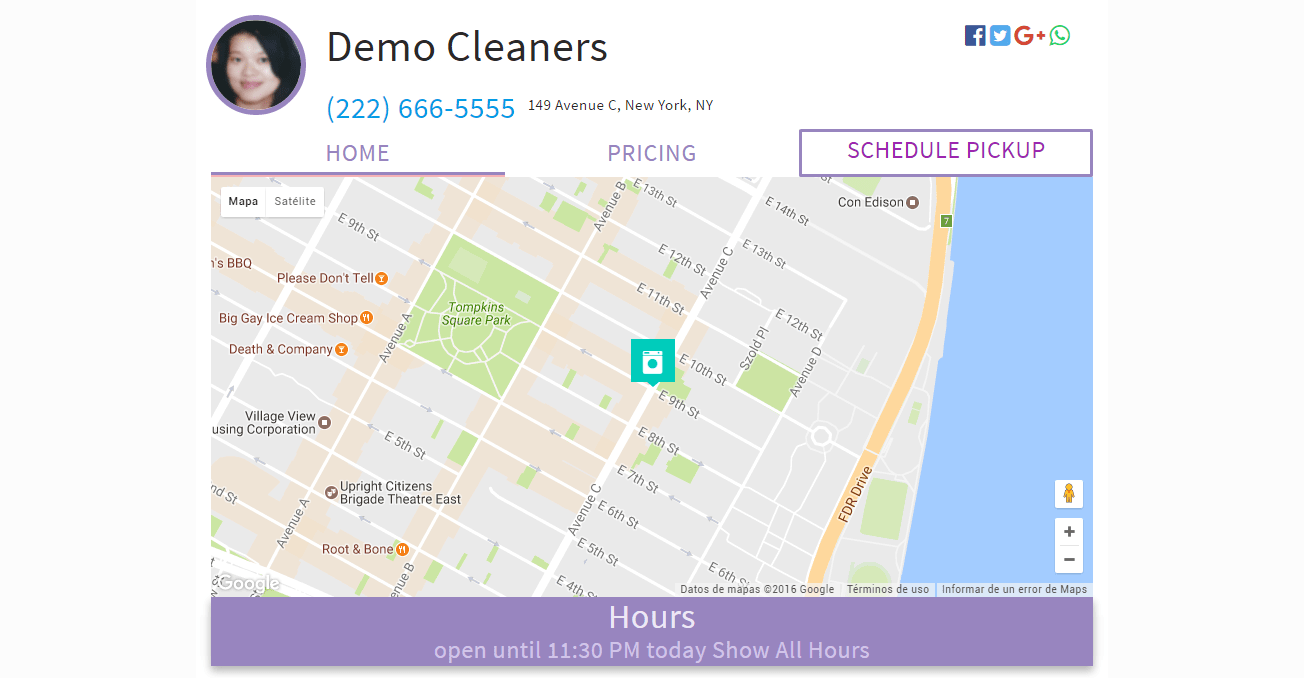 Demo Cleaners
(222) 666-5555 149 Avenue C, New York, NY
HOME PRICING SCHEDULE PICKUP
Mapa Satélite
Con Edison
7
E 13th St
E 14th St
St
Avenue B
E 9th St
E 12th St
E 13th St
Avenue C
n's BBQ
Please Don't Tell
E 11th St
Tompkins
Square Park
Big Gay Ice Cream Shop
E 12th St
Avenue A
Szold Pl
Death & Company
E 10th St
Avenue D
E 9th St
Village View
using Corporation
E 5th St
E 8th St
E 7th St
Upright Citizens
Brigade Theatre East
nd St
Avenue A
Avenue C
E 6th St
FDR Drive
Root & Bone
E 5th St
enue B
E 4th St
E 6th St
Google
Datos de mapas ©2016 Google Términos de uso Informar de un error de Maps
Hours
open until 11:30 PM today Show All Hours